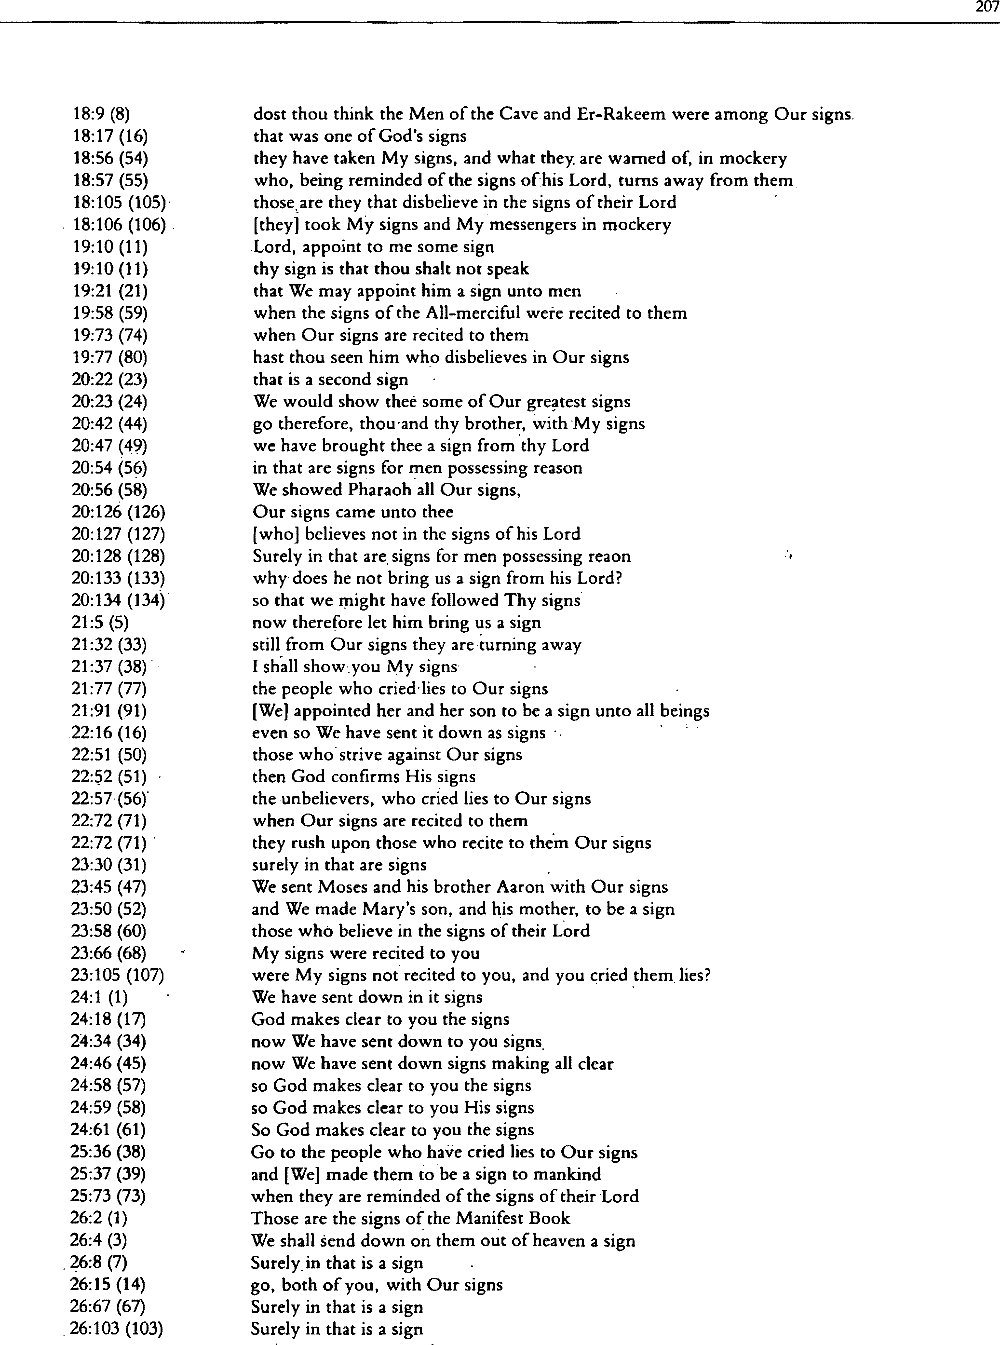 207
18:9 (8) dost thou think the Men of the Cave and Er-Rakeem were among Our signs
18:17 (16) that was one of God's signs
18:56 (54) they have taken My signs, and what they are warned of, in mockery
18:57 (55) who, being reminded of the signs of his Lord, turns away from them
18:105 (105) those are they that disbelieve in the signs of their Lord
18:106 (106) [they] took My signs and My messengers in mockery
19:10 (11) Lord, appoint to me some sign
19:10 (11) thy sign is that thou shalt not speak
19:21 (21) that We may appoint him a sign unto men
19:58 (59) when the signs of the All-merciful were recited to them
19:73 (74) when Our signs are recited to them
19:77 (80) hast thou seen him who disbelieves in Our signs
20:22 (23) that is a second sign
20:23 (24) We would show thee some of Our greatest signs
20:42 (44) go therefore, thou and thy brother, with My signs
20:47 (49) we have brought thee a sign from thy Lord
20:54 (56) in that are signs for men possessing reason
20:56 (58) We showed Pharaoh all Our signs,
20:126 (126) Our signs came unto thee
20:127 (127) [who] believes not in the signs of his Lord
20:128 (128) Surely in that are signs for men possessing reaon
20:133 (133) why does he not bring us a sign from his Lord?
20:134 (134) so that we might have followed Thy signs
21:5 (5) now therefore let him bring us a sign
21:32 (33) still from Our signs they are turning away
21:37 (38) I shall show you My signs
21:77 (77) the people who cried lies to Our signs
21:91 (91) [We] appointed her and her son to be a sign unto all beings
22:16 (16) even so We have sent it down as signs
22:51 (50) those who strive against Our signs
22:52 (51) then God confirms His signs
22:57 (56) the unbelievers, who cried lies to Our signs
22:72 (71) when Our signs are recited to them
22:72 (71) they rush upon those who recite to them Our signs
23:30 (31) surely in that are signs
23:45 (47) We sent Moses and his brother Aaron with Our signs
23:50 (52) and We made Mary's son, and his mother, to be a sign
23:58 (60) those who believe in the signs of their Lord
23:66 (68) My signs were recited to you
23:105 (107) were My signs not recited to you, and you cried them lies?
24:1 (1) We have sent down in it signs
24:18 (17) God makes clear to you the signs
24:34 (34) now We have sent down to you signs
24:46 (45) now We have sent down signs making all clear
24:58 (57) so God makes clear to you the signs
24:59 (58) so God makes clear to you His signs
24:61 (61) So God makes clear to you the signs
25:36 (38) Go to the people who have cried lies to Our signs
25:37 (39) and [We] made them to be a sign to mankind
25:73 (73) when they are reminded of the signs of their Lord
26:2 (1) Those are the signs of the Manifest Book
26:4 (3) We shall send down on them out of heaven a sign
26:8 (7) Surely in that is a sign
26:15 (14) go, both of you, with Our signs
26:67 (67) Surely in that is a sign
26:103 (103) Surely in that is a sign